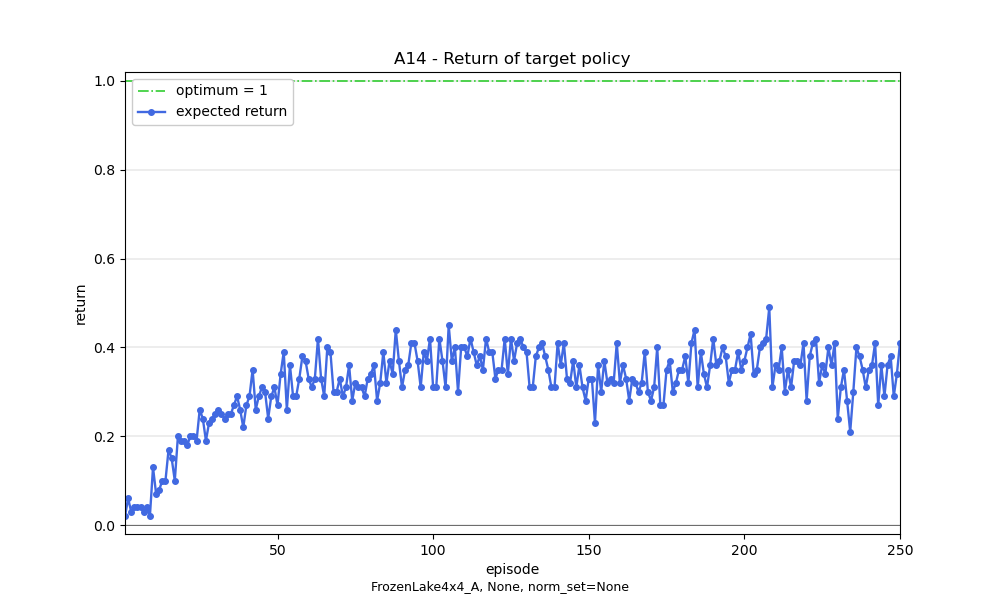 A14 - Return of target policy
optimum = 1
expected return
1.0
0.8
0.6
0.4
0.2
0.0
return
50
100
150
200
250
episode
FrozenLake4x4_A, None, norm_set=None